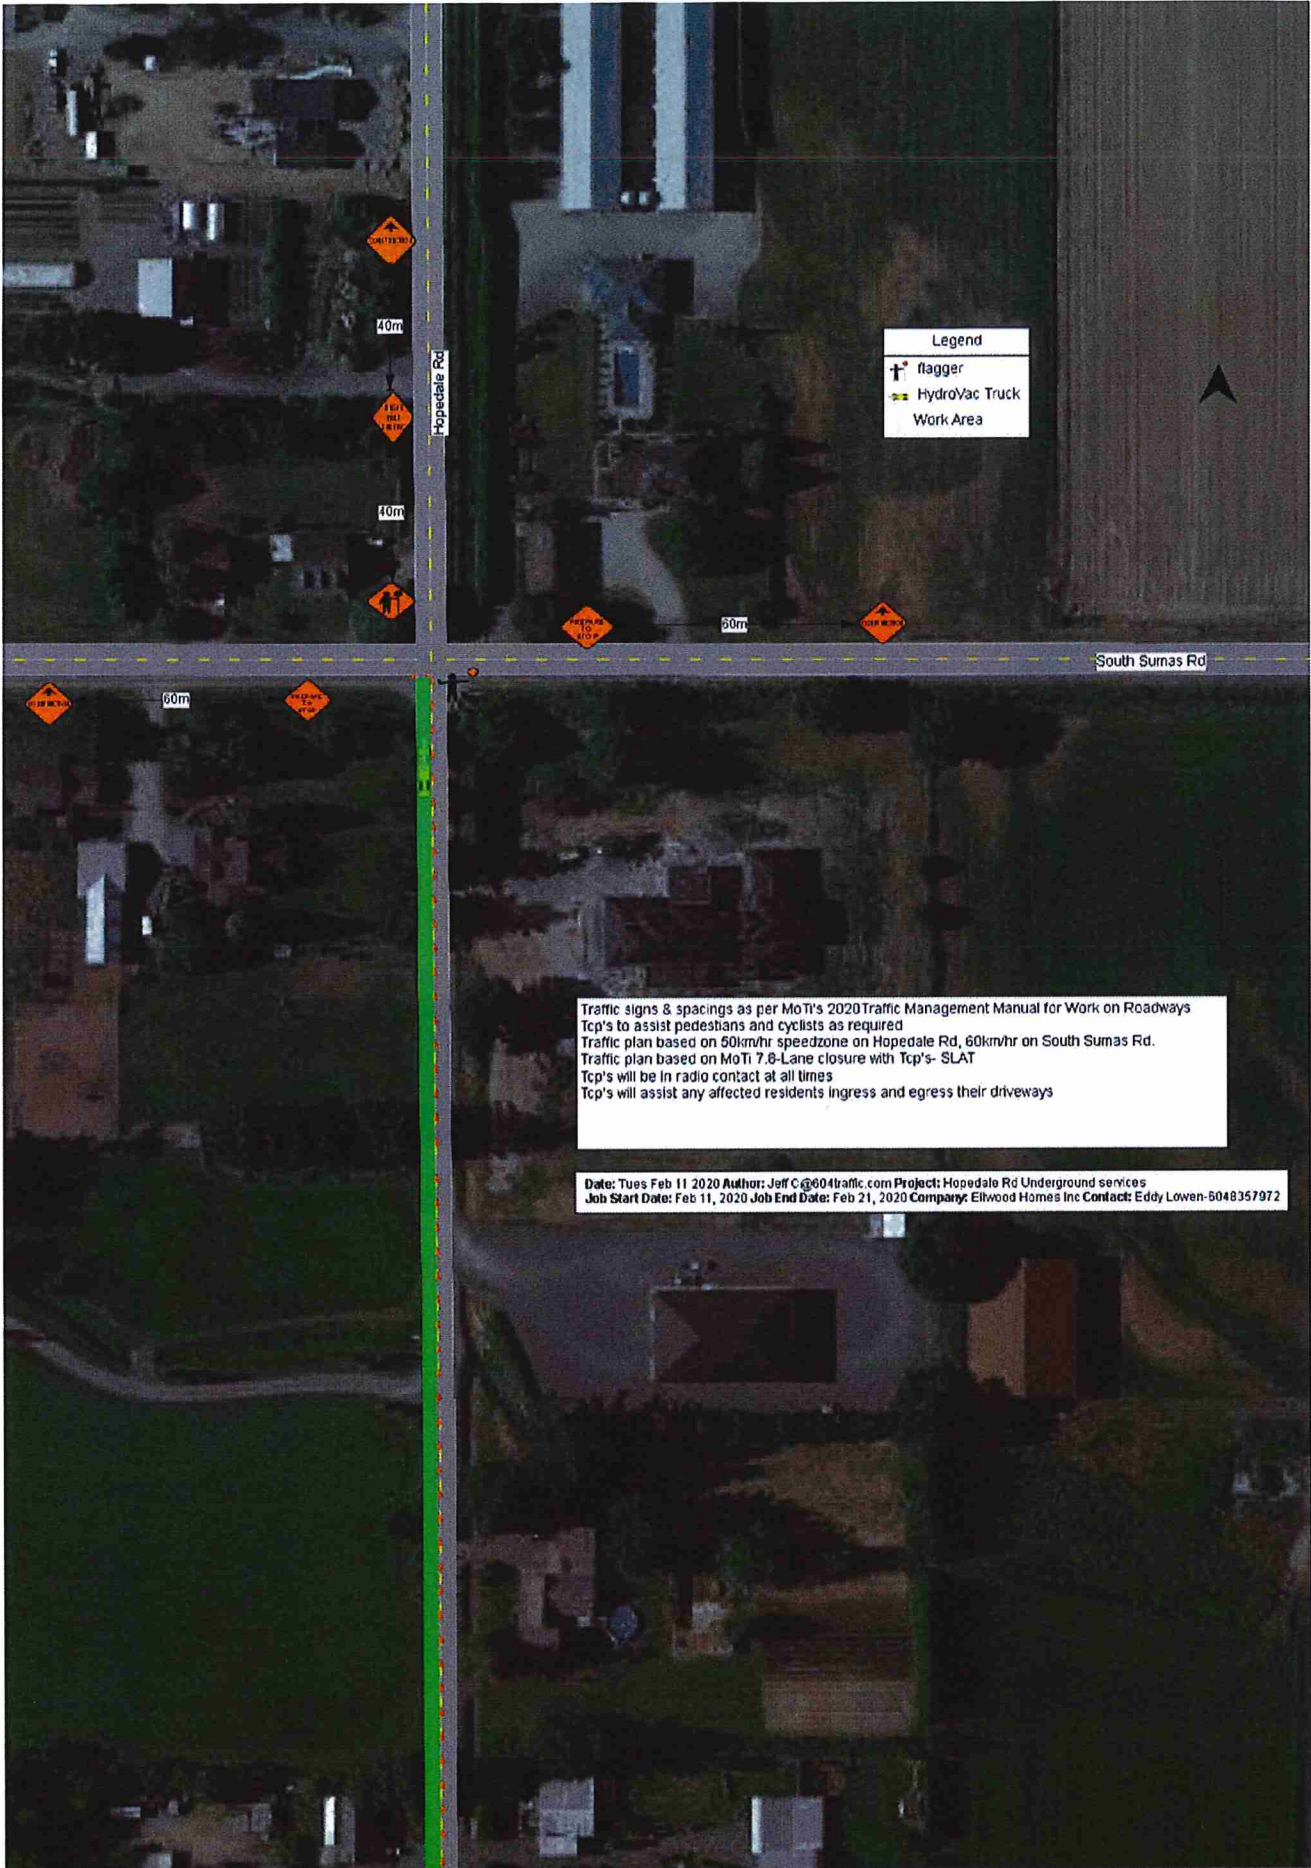 CONSTRUCTION
40m
Hopedale Rd
Legend
flagger
HydroVac Truck
Work Area
40m
PREPARE
TO
STOP
60m
South Sumas Rd
60m
PREPARE
TO
STOP
Traffic signs & spacings as per MoTi's 2020 Traffic Management Manual for Work on Roadways
Tcp's to assist pedestians and cyclists as required
Traffic plan based on 50km/hr speedzone on Hopedale Rd, 60km/hr on South Sumas Rd.
Traffic plan based on MoTi 7.8-Lane closure with Tcp's- SLAT
Tcp's will be in radio contact at all times
Tcp's will assist any affected residents ingress and egress their driveways
Date: Tues Feb 11 2020 Author: Jeff C@604traffic.com Project: Hopedale Rd Underground services
Job Start Date: Feb 11, 2020 Job End Date: Feb 21, 2020 Company: Ellwood Homes Inc Contact: Eddy Lowen-6048357972